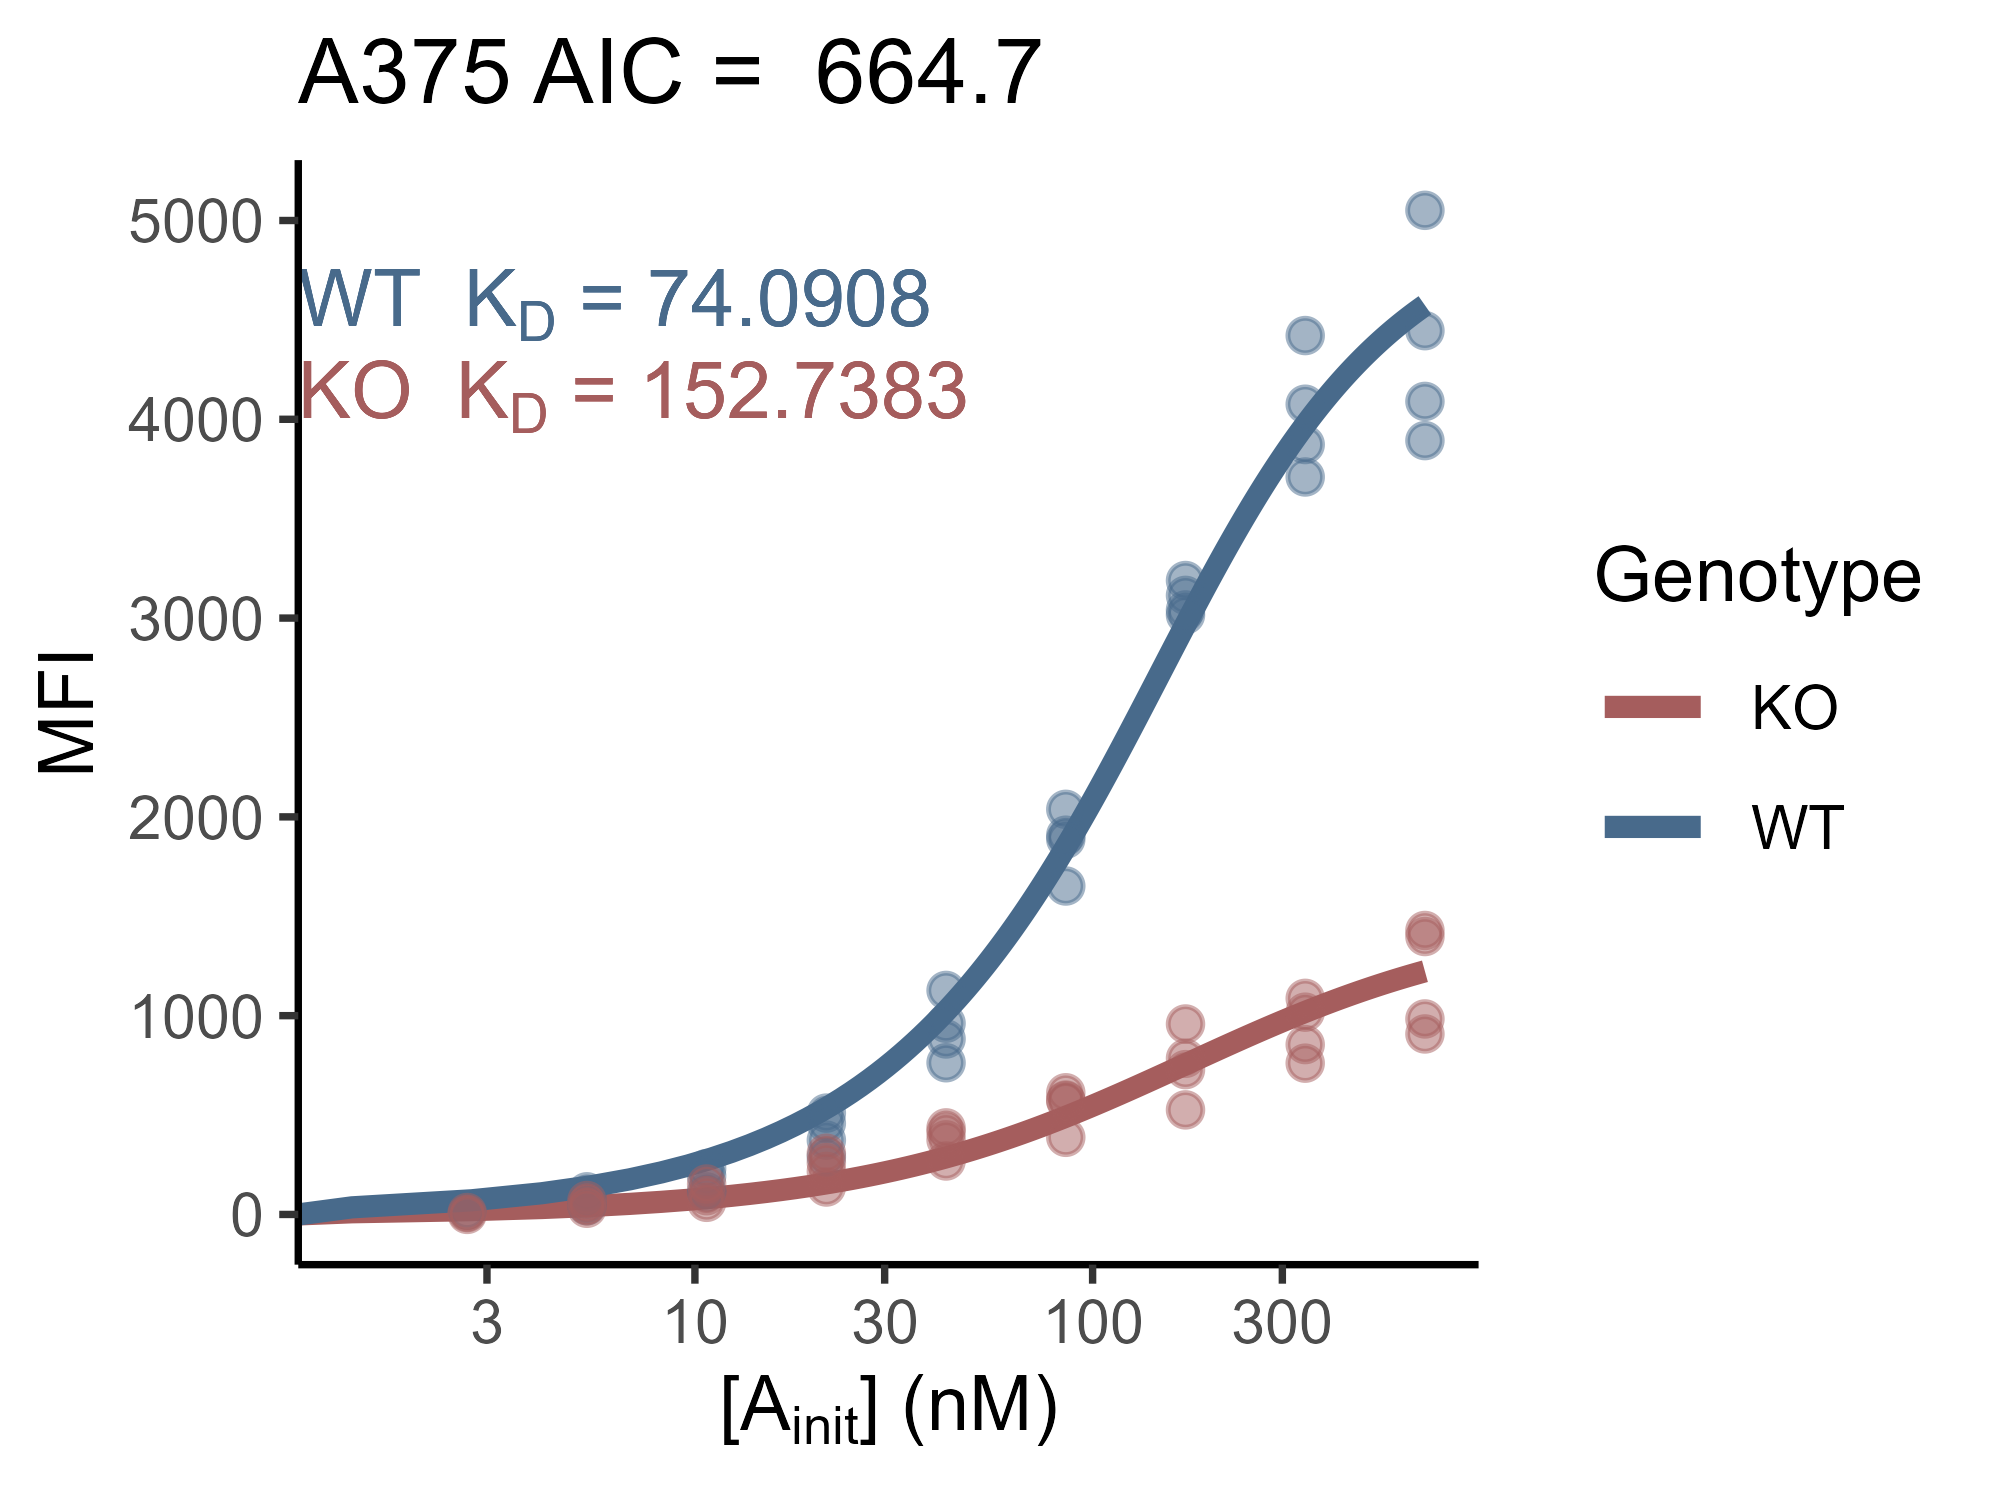 A375 AIC =  664.7
WT  K_D = 74.0908
KO  K_D = 152.7383
5000
4000
3000
2000
1000
0
MFI
3 10 30 100 300
[A_init] (nM)
Genotype
KO
WT